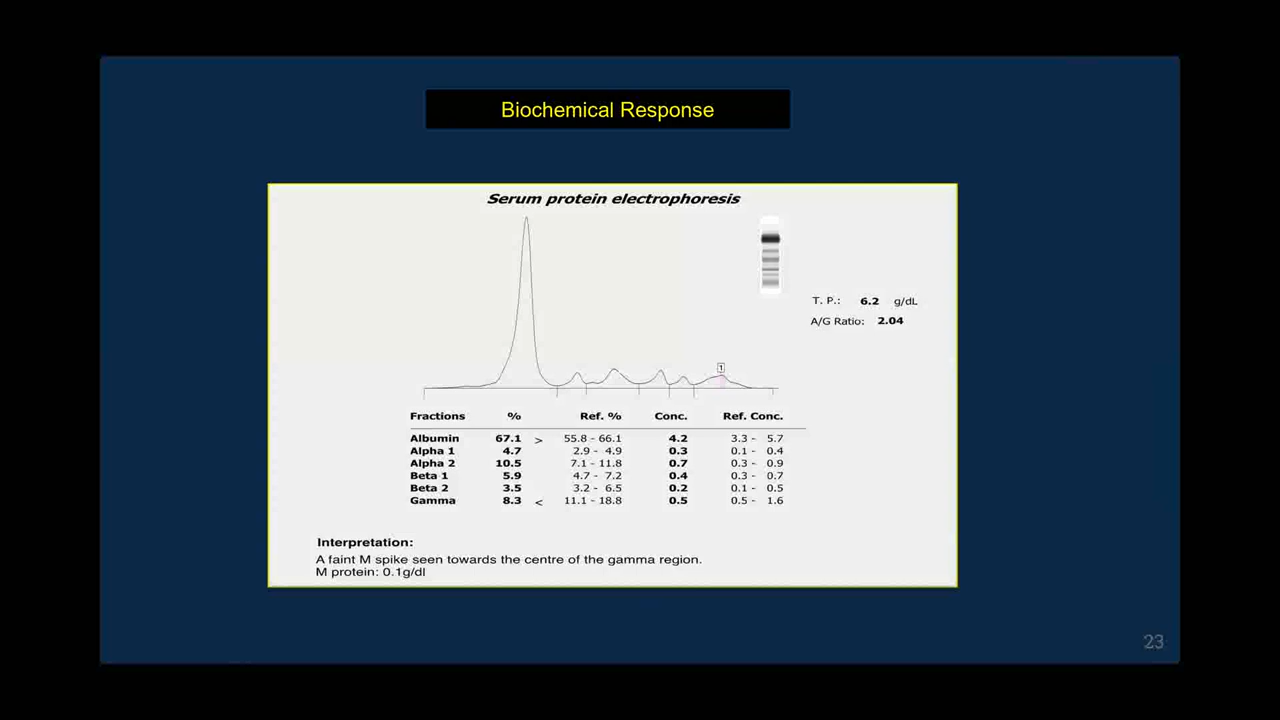 Biochemical Response
Serum protein electrophoresis
1
T. P.: 6.2 g/dL
A/G Ratio: 2.04
Fractions % Ref. % Conc. Ref. Conc.
Albumin 67.1 > 55.8 - 66.1 4.2 3.3 - 5.7
Alpha 1 4.7 2.9 - 4.9 0.3 0.1 - 0.4
Alpha 2 10.5 7.1 - 11.8 0.7 0.3 - 0.9
Beta 1 5.9 4.7 - 7.2 0.4 0.3 - 0.7
Beta 2 3.5 3.2 - 6.5 0.2 0.1 - 0.5
Gamma 8.3 < 11.1 - 18.8 0.5 0.5 - 1.6
Interpretation:
A faint M spike seen towards the centre of the gamma region.
M protein: 0.1g/dl
23